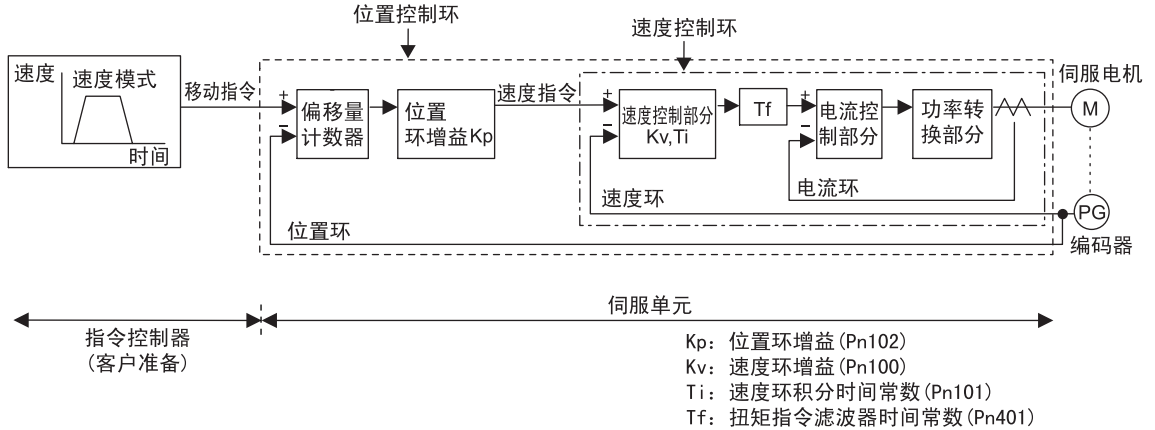 位置控制环
速度控制环
速度
速度模式
时间
移动指令
+
−
偏移量
计数器
位置
环增益Kp
速度指令
+
−
速度控制部分
Kv,Ti
Tf
+
−
电流控
制部分
功率转
换部分
伺服电机
M
电流环
速度环
位置环
PG
编码器
指令控制器
(客户准备)
伺服单元
Kp：位置环增益(Pn102)
Kv：速度环增益(Pn100)
Ti：速度环积分时间常数(Pn101)
Tf：扭矩指令滤波器时间常数(Pn401)